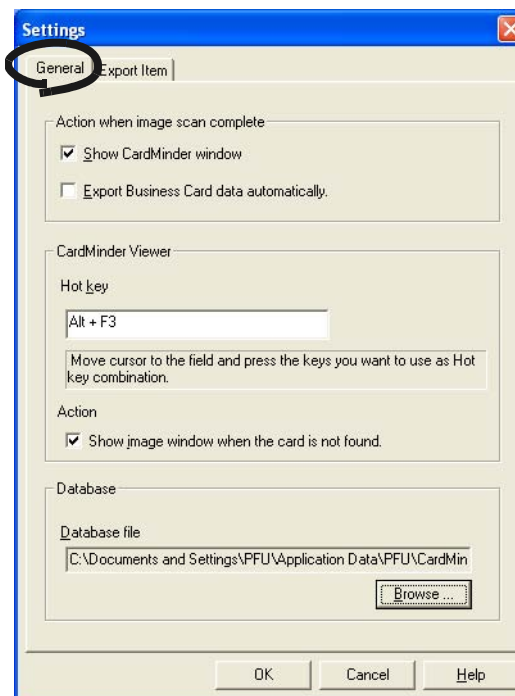 Settings
General
Export Item
Action when image scan complete
Show CardMinder window
Export Business Card data automatically.
CardMinder Viewer
Hot key
Alt + F3
Move cursor to the field and press the keys you want to use as Hot
key combination.
Action
Show image window when the card is not found.
Database
Database file
C:\Documents and Settings\PFU\Application Data\PFU\CardMin
Browse ...
OK
Cancel
Help